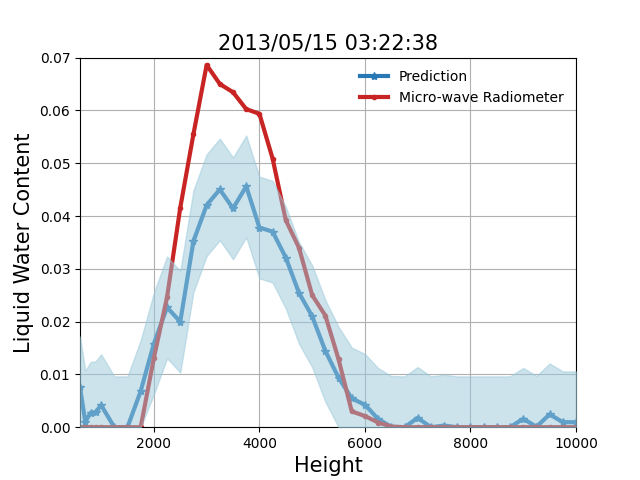 2013/05/15 03:22:38
0.07
0.06
0.05
0.04
0.03
0.02
0.01
0.00
Liquid Water Content
Prediction
Micro-wave Radiometer
2000 4000 6000 8000 10000
Height